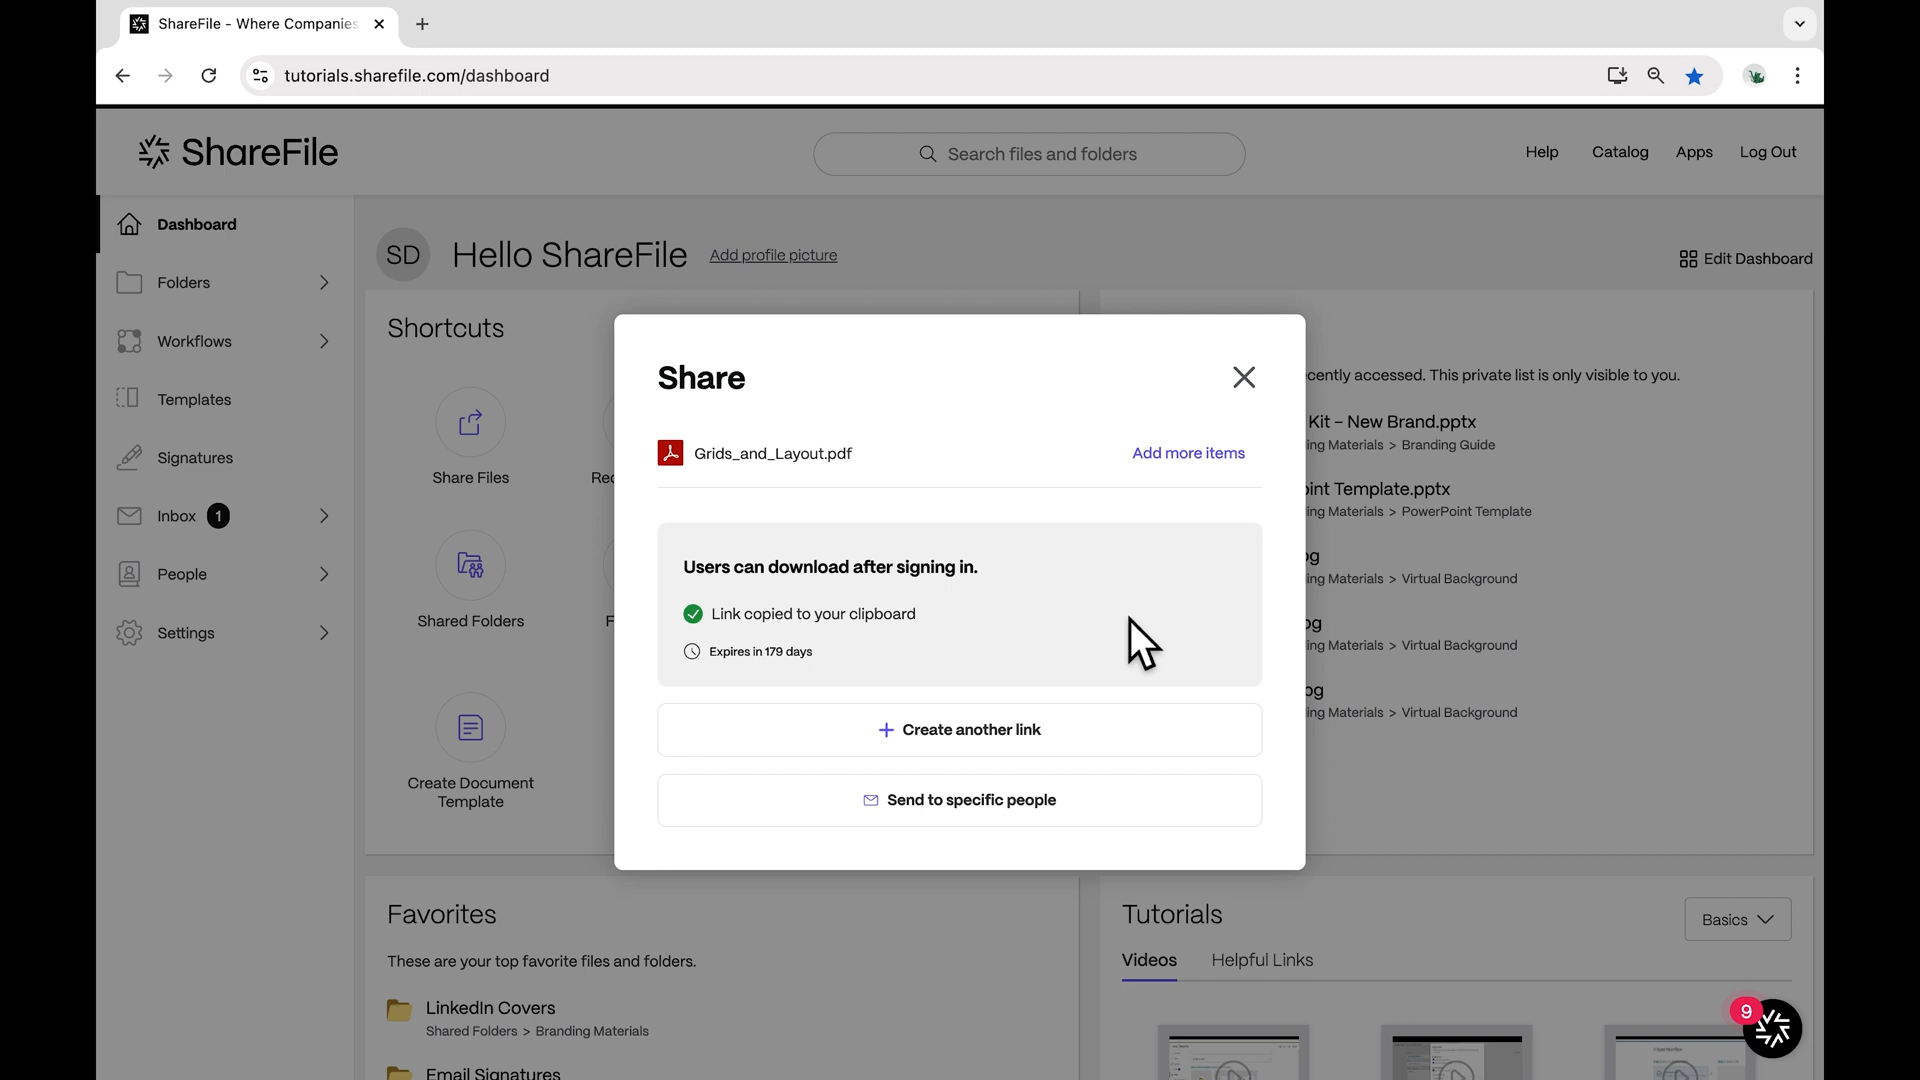 ShareFile - Where Companies
tutorials.sharefile.com/dashboard
ShareFile
Search files and folders
Help
Catalog
Apps
Log Out
Dashboard
Folders
Workflows
Templates
Signatures
Inbox 1
People
Settings
SD
Hello ShareFile
Add profile picture
Edit Dashboard
Shortcuts
Share Files
Rec
Shared Folders
F
Create Document
Template
Share
Grids_and_Layout.pdf
Add more items
Users can download after signing in.
Link copied to your clipboard
Expires in 179 days
Create another link
Send to specific people
cently accessed. This private list is only visible to you.
Kit – New Brand.pptx
ing Materials > Branding Guide
int Template.pptx
ing Materials > PowerPoint Template
og
ing Materials > Virtual Background
og
ing Materials > Virtual Background
og
ing Materials > Virtual Background
Favorites
These are your top favorite files and folders.
LinkedIn Covers
Shared Folders > Branding Materials
Email Signatures
Tutorials
Basics
Videos
Helpful Links
9